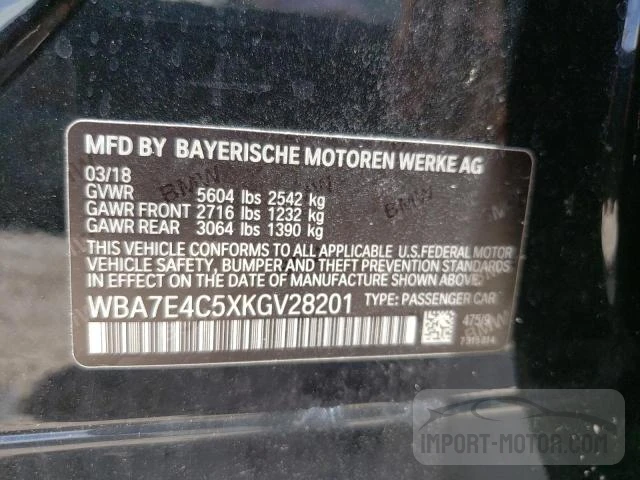 MFD BY BAYERISCHE MOTOREN WERKE AG
03/18
GVWR 5604 lbs 2542 kg
GAWR FRONT 2716 lbs 1232 kg
GAWR REAR 3064 lbs 1390 kg
THIS VEHICLE CONFORMS TO ALL APPLICABLE U.S.FEDERAL MOTOR
VEHICLE SAFETY, BUMPER, AND THEFT PREVENTION STANDARDS
IN EFFECT ON THE DATE OF MANUFACTURE SHOWN ABOVE.
WBA7E4C5XKGV28201 TYPE: PASSENGER CAR
475/9
IMPORT-MOTOR.COM